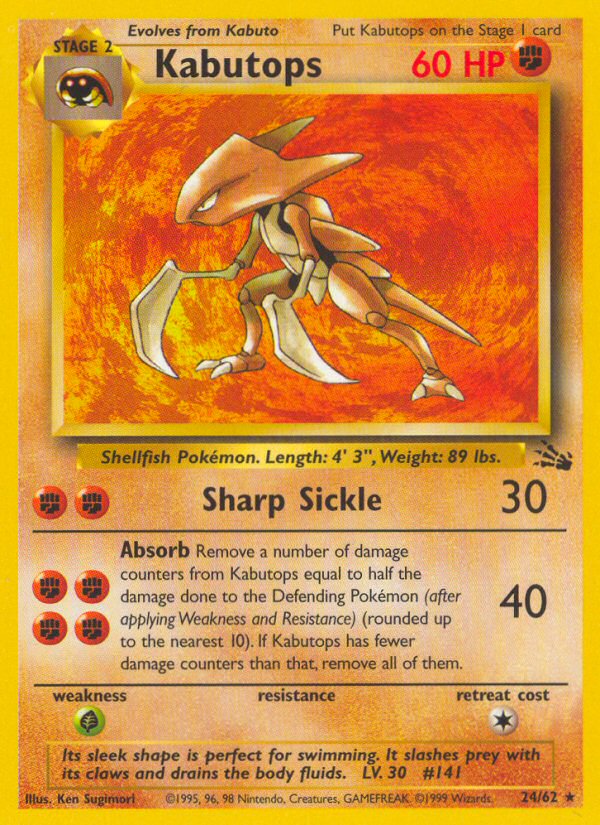 Evolves from Kabuto Put Kabutops on the Stage 1 card
STAGE 2
Kabutops 60 HP
Shellfish Pokémon. Length: 4' 3", Weight: 89 lbs.
Sharp Sickle 30
Absorb Remove a number of damage
counters from Kabutops equal to half the
damage done to the Defending Pokémon (after
applying Weakness and Resistance) (rounded up
to the nearest 10). If Kabutops has fewer
damage counters than that, remove all of them.
40
weakness resistance retreat cost
Its sleek shape is perfect for swimming. It slashes prey with
its claws and drains the body fluids. LV. 30 #141
Illus. Ken Sugimori ©1995, 96, 98 Nintendo, Creatures, GAMEFREAK. ©1999 Wizards. 24/62